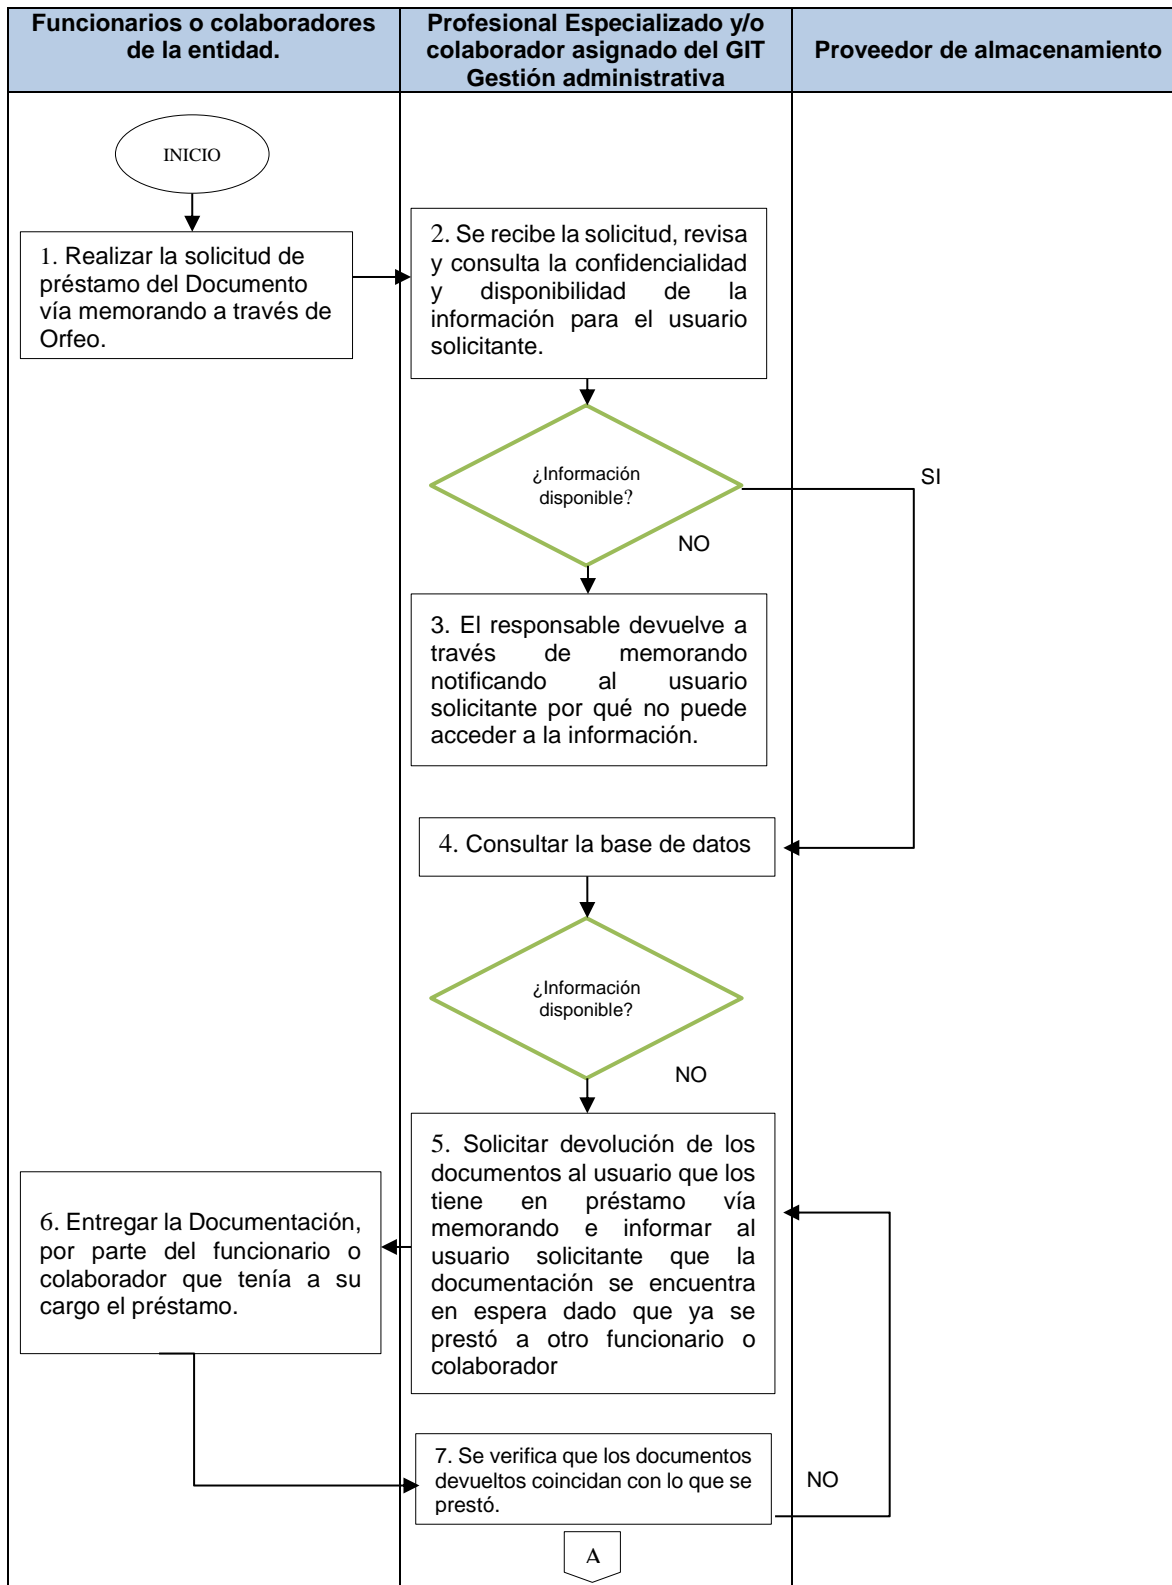 Funcionarios o colaboradores
de la entidad.
Profesional Especializado y/o
colaborador asignado del GIT
Gestión administrativa
Proveedor de almacenamiento
INICIO
1. Realizar la solicitud de
préstamo del Documento
vía memorando a través de
Orfeo.
2. Se recibe la solicitud, revisa
y consulta la confidencialidad
y disponibilidad de la
información para el usuario
solicitante.
¿Información
disponible?
SI
NO
3. El responsable devuelve a
través de memorando
notificando al usuario
solicitante por qué no puede
acceder a la información.
4. Consultar la base de datos
¿Información
disponible?
NO
5. Solicitar devolución de los
documentos al usuario que los
tiene en préstamo vía
memorando e informar al
usuario solicitante que la
documentación se encuentra
en espera dado que ya se
prestó a otro funcionario o
colaborador
6. Entregar la Documentación,
por parte del funcionario o
colaborador que tenía a su
cargo el préstamo.
7. Se verifica que los documentos
devueltos coincidan con lo que se
prestó.
NO
A